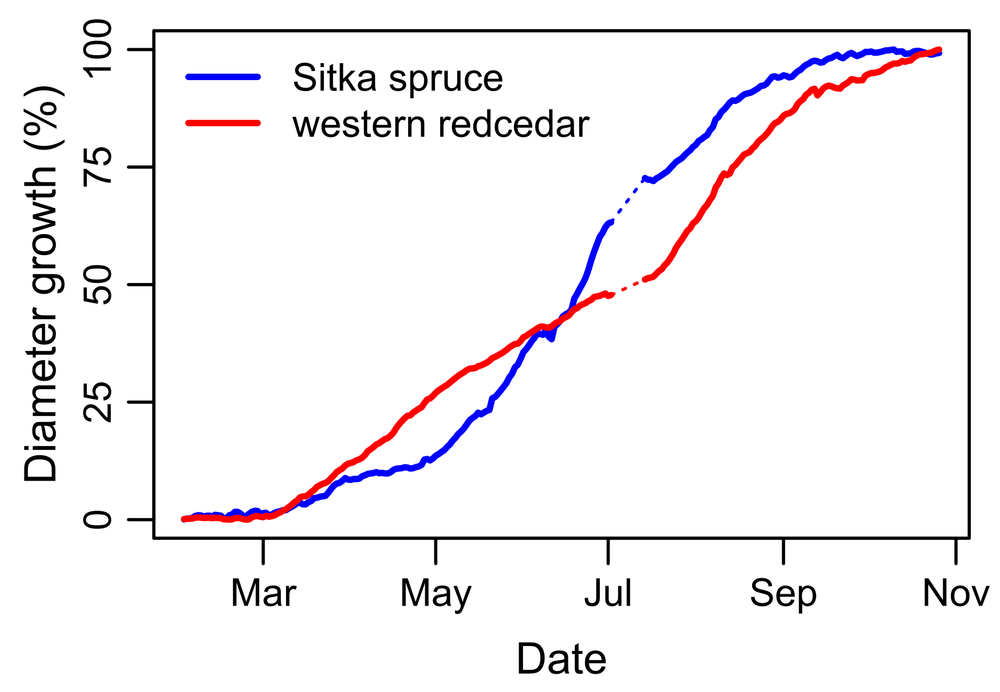 Sitka spruce
western redcedar
Diameter growth (%)
100
75
50
25
0
Mar May Jul Sep Nov
Date